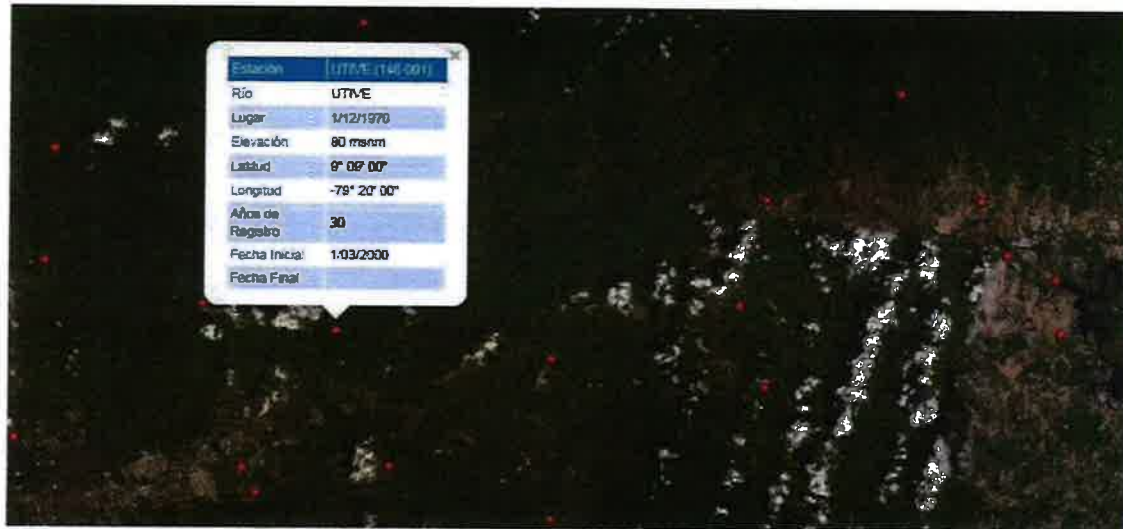 Estación UTIVE (148-001)
Río UTIVE
Lugar 1/12/1970
Elevación 80 msnm
Latitud 9° 09' 00"
Longitud -79° 20' 00"
Años de
Registro 30
Fecha Inicial 1/03/2000
Fecha Final